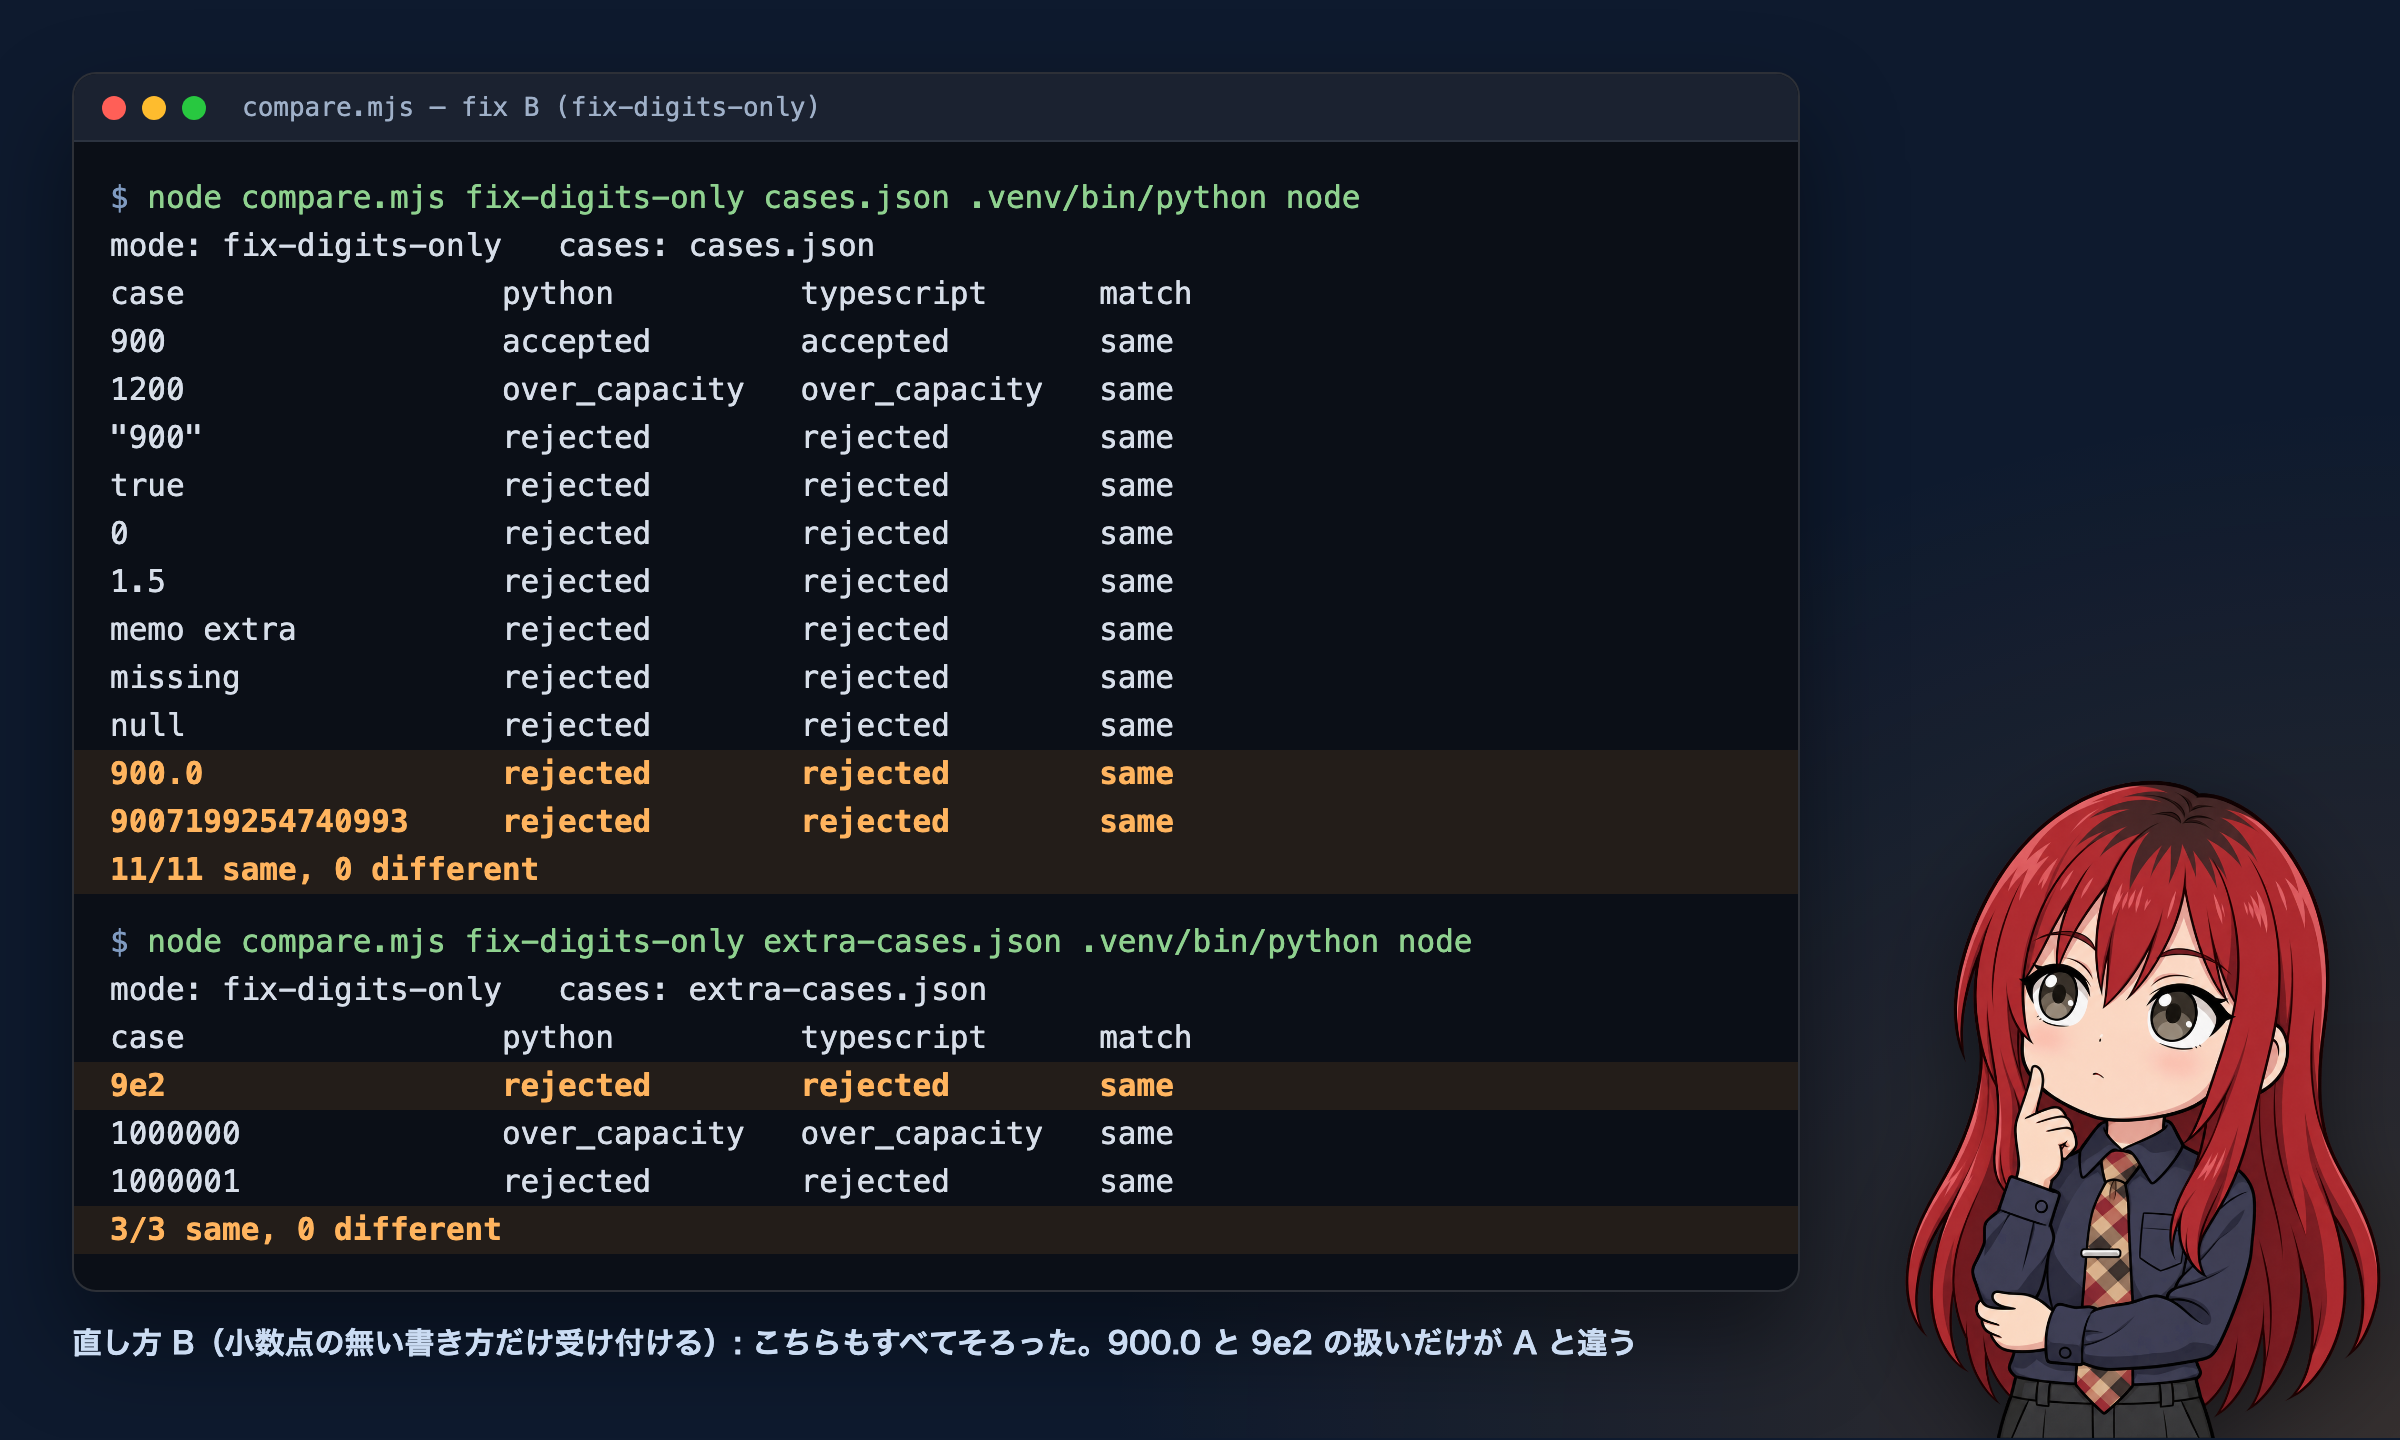 compare.mjs — fix B (fix-digits-only)
$ node compare.mjs fix-digits-only cases.json .venv/bin/python node
mode: fix-digits-only   cases: cases.json
case                 python          typescript      match
900                  accepted        accepted        same
1200                 over_capacity   over_capacity   same
"900"                rejected        rejected        same
true                 rejected        rejected        same
0                    rejected        rejected        same
1.5                  rejected        rejected        same
memo extra           rejected        rejected        same
missing              rejected        rejected        same
null                 rejected        rejected        same
900.0                rejected        rejected        same
9007199254740993     rejected        rejected        same
11/11 same, 0 different
$ node compare.mjs fix-digits-only extra-cases.json .venv/bin/python node
mode: fix-digits-only   cases: extra-cases.json
case                 python          typescript      match
9e2                  rejected        rejected        same
1000000              over_capacity   over_capacity   same
1000001              rejected        rejected        same
3/3 same, 0 different
直し方 B（小数点の無い書き方だけ受け付ける）: こちらもすべてそろった。900.0 と 9e2 の扱いだけが A と違う